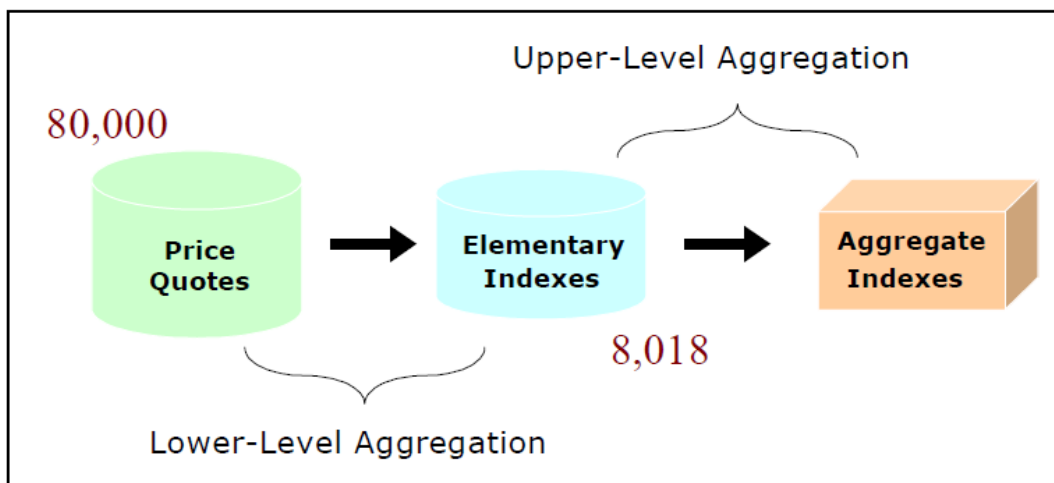 Upper-Level Aggregation
80,000
Price
Quotes
Elementary
Indexes
Aggregate
Indexes
8,018
Lower-Level Aggregation